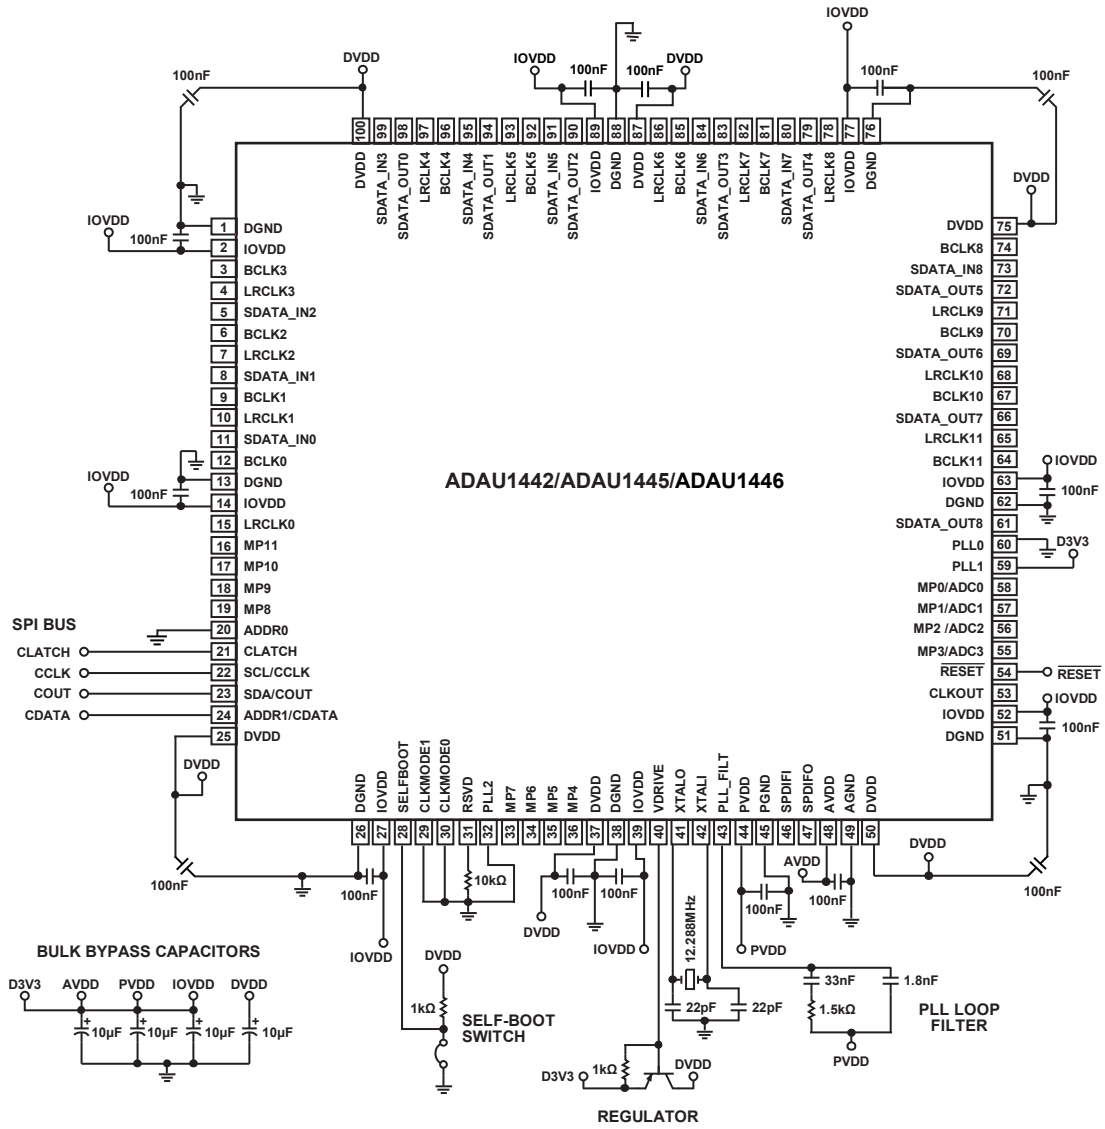 IOVDD
DVDD
IOVDD
DVDD
100nF
100nF
100nF
100nF
100nF
100
99
98
97
96
95
94
93
92
91
90
89
88
87
86
85
84
83
82
81
80
79
78
77
76
DVDD
SDATA_IN3
SDATA_OUT0
LRCLK4
BCLK4
SDATA_IN4
SDATA_OUT1
LRCLK5
BCLK5
SDATA_IN5
SDATA_OUT2
IOVDD
DGND
DVDD
LRCLK6
BCLK6
SDATA_IN6
SDATA_OUT3
LRCLK7
BCLK7
SDATA_IN7
SDATA_OUT4
LRCLK8
IOVDD
DGND
IOVDD
100nF
1 DGND
2 IOVDD
3 BCLK3
4 LRCLK3
5 SDATA_IN2
6 BCLK2
7 LRCLK2
8 SDATA_IN1
9 BCLK1
10 LRCLK1
11 SDATA_IN0
12 BCLK0
13 DGND
14 IOVDD
15 LRCLK0
16 MP11
17 MP10
18 MP9
19 MP8
20 ADDR0
21 CLATCH
22 SCL/CCLK
23 SDA/COUT
24 ADDR1/CDATA
25 DVDD
IOVDD
100nF
SPI BUS
CLATCH
CCLK
COUT
CDATA
ADAU1442/ADAU1445/ADAU1446
DVDD
DVDD 75
BCLK8 74
SDATA_IN8 73
SDATA_OUT5 72
LRCLK9 71
BCLK9 70
SDATA_OUT6 69
LRCLK10 68
BCLK10 67
SDATA_OUT7 66
LRCLK11 65
BCLK11 64
IOVDD 63
DGND 62
SDATA_OUT8 61
PLL0 60
PLL1 59
MP0/ADC0 58
MP1/ADC1 57
MP2 /ADC2 56
MP3/ADC3 55
RESET 54
CLKOUT 53
IOVDD 52
DGND 51
IOVDD
100nF
D3V3
RESET
IOVDD
100nF
DGND
IOVDD
SELFBOOT
CLKMODE1
CLKMODE0
RSVD
PLL2
MP7
MP6
MP5
MP4
DVDD
DGND
IOVDD
VDRIVE
XTALO
XTALI
PLL_FILT
PVDD
PGND
SPDIFI
SPDIFO
AVDD
AGND
DVDD
26
27
28
29
30
31
32
33
34
35
36
37
38
39
40
41
42
43
44
45
46
47
48
49
50
DVDD
100nF
100nF
IOVDD
10kΩ
DVDD
100nF
100nF
IOVDD
12.288MHz
22pF
22pF
100nF
PVDD
AVDD
100nF
DVDD
100nF
BULK BYPASS CAPACITORS
D3V3
AVDD
PVDD
IOVDD
DVDD
+
10µF
+
10µF
+
10µF
+
10µF
DVDD
1kΩ
SELF-BOOT
SWITCH
D3V3
1kΩ
DVDD
REGULATOR
33nF
1.8nF
1.5kΩ
PVDD
PLL LOOP
FILTER